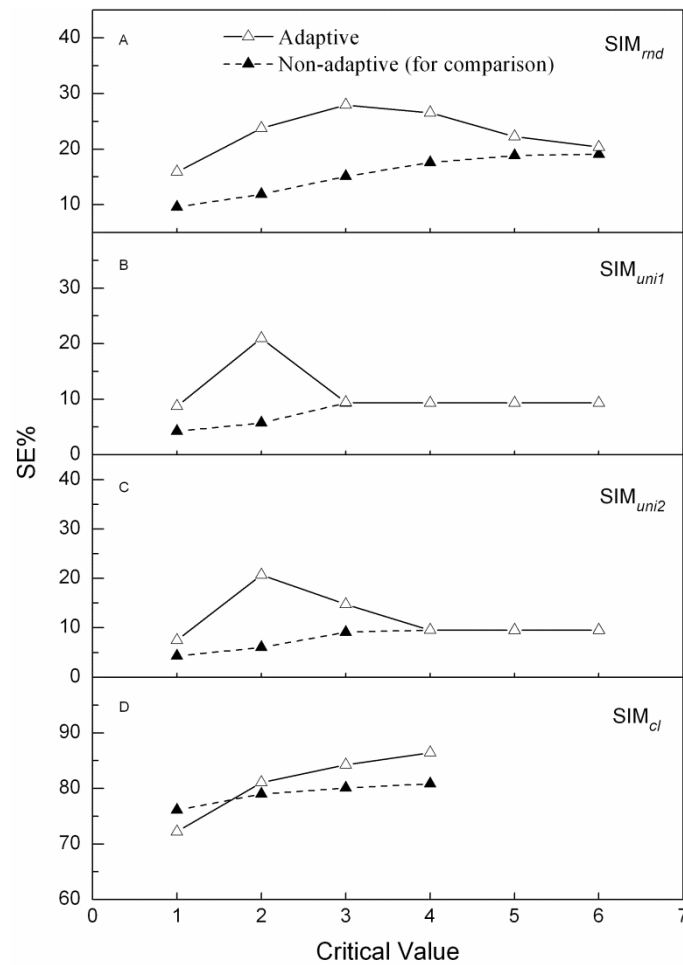 A
Adaptive
Non-adaptive (for comparison)
SIMrnd
45
40
30
20
10
B
SIMuni1
30
20
10
0
C
SIMuni2
40
30
20
10
0
D
SIMcl
90
80
70
60
SE%
0 1 2 3 4 5 6 7
Critical Value